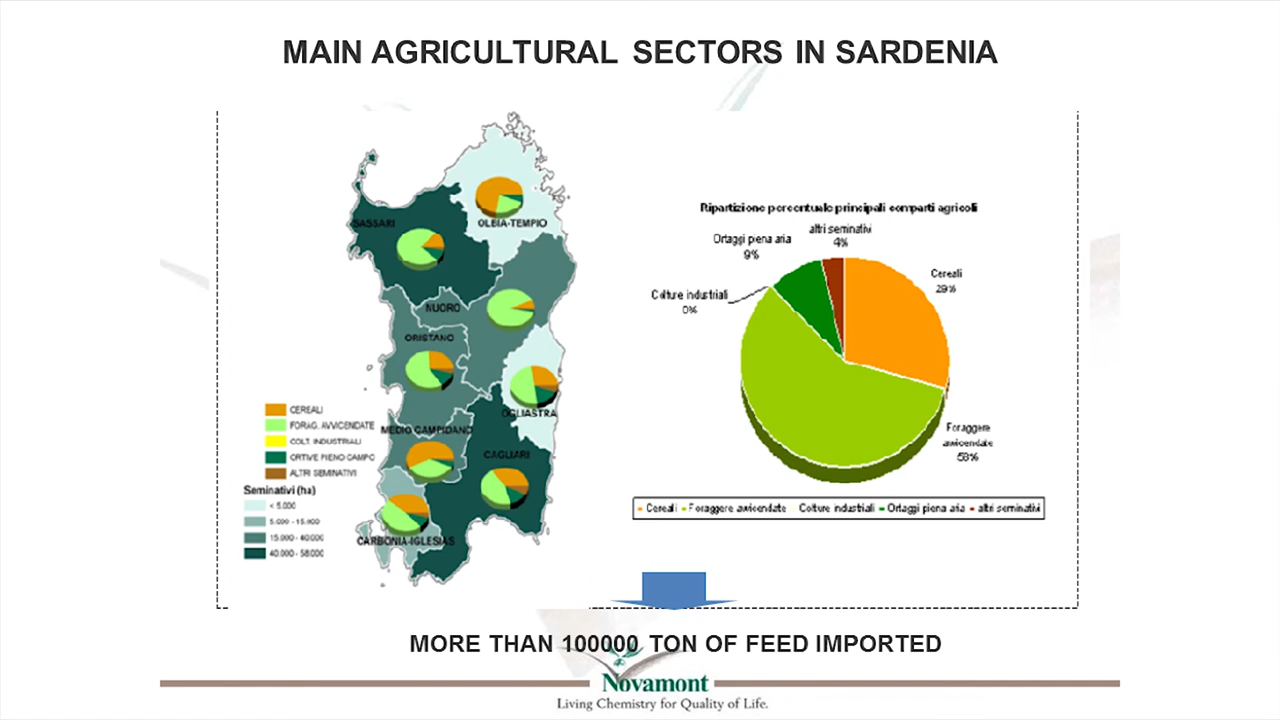 MAIN AGRICULTURAL SECTORS IN SARDENIA
SASSARI
OLBIA-TEMPIO
NUORO
ORISTANO
OGLIASTRA
MEDIO CAMPIDANO
CAGLIARI
CARBONIA-IGLESIAS
CEREALI
FORAG. AVVICENDATE
COLT. INDUSTRIALI
ORTIVE PIENO CAMPO
ALTRI SEMINATIVI
Seminativi (ha)
< 5.000
5.000 - 15.000
15.000 - 40.000
40.000 - 58.000
Ripartizione percentuale principali comparti agricoli
altri seminativi
4%
Ortaggi piena aria
9%
Cereali
29%
Colture industriali
0%
Foraggere
avvicendate
58%
Cereali Foraggere avvicendate Colture industriali Ortaggi piena aria altri seminativi
MORE THAN 100000 TON OF FEED IMPORTED
Novamont
Living Chemistry for Quality of Life.